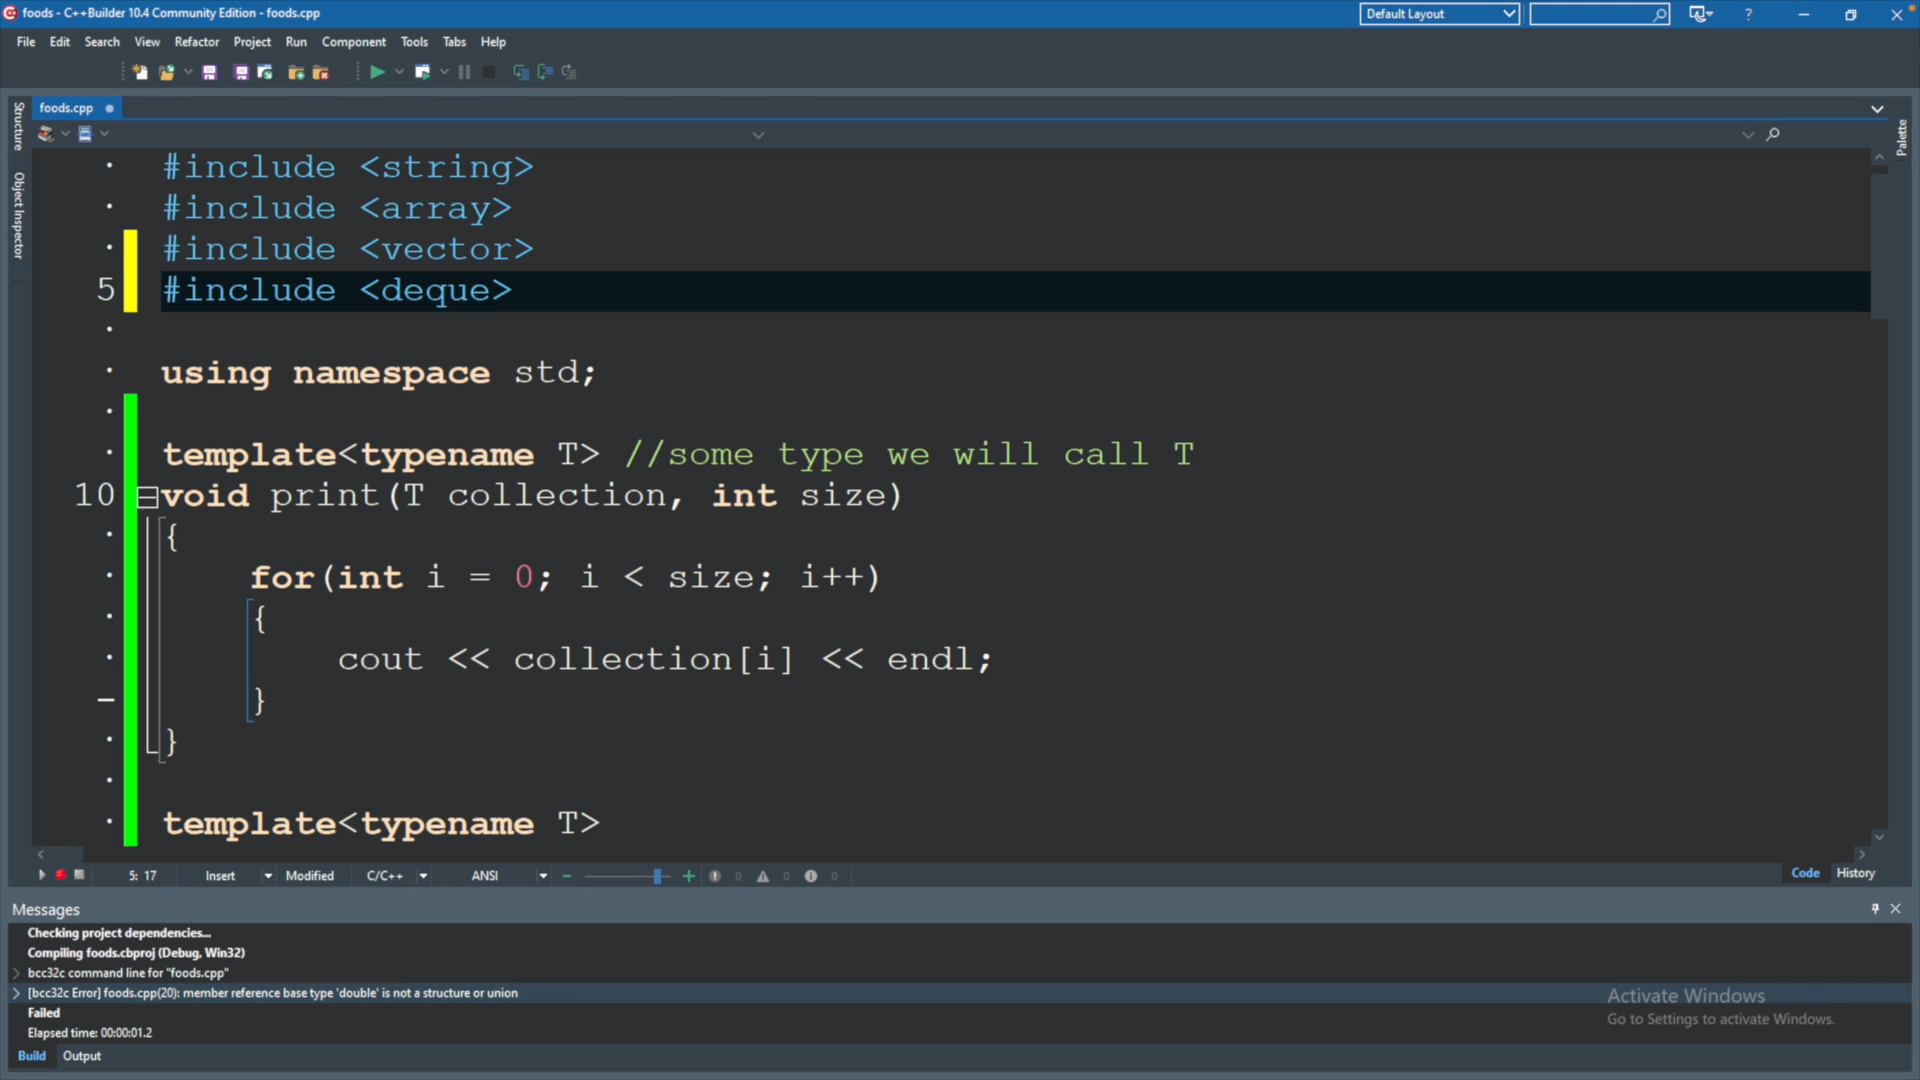 foods - C++Builder 10.4 Community Edition - foods.cpp
Default Layout
?
File Edit Search View Refactor Project Run Component Tools Tabs Help
Structure
Object Inspector
foods.cpp
Palette
#include <string>
#include <array>
#include <vector>
5 #include <deque>
using namespace std;
template<typename T> //some type we will call T
10 void print(T collection, int size)
{
for(int i = 0; i < size; i++)
{
cout << collection[i] << endl;
}
}
template<typename T>
5: 17 Insert Modified C/C++ ANSI 0 0 0
Code History
Messages
Checking project dependencies...
Compiling foods.cbproj (Debug, Win32)
bcc32c command line for "foods.cpp"
[bcc32c Error] foods.cpp(20): member reference base type 'double' is not a structure or union
Failed
Elapsed time: 00:00:01.2
Build Output
Activate Windows
Go to Settings to activate Windows.